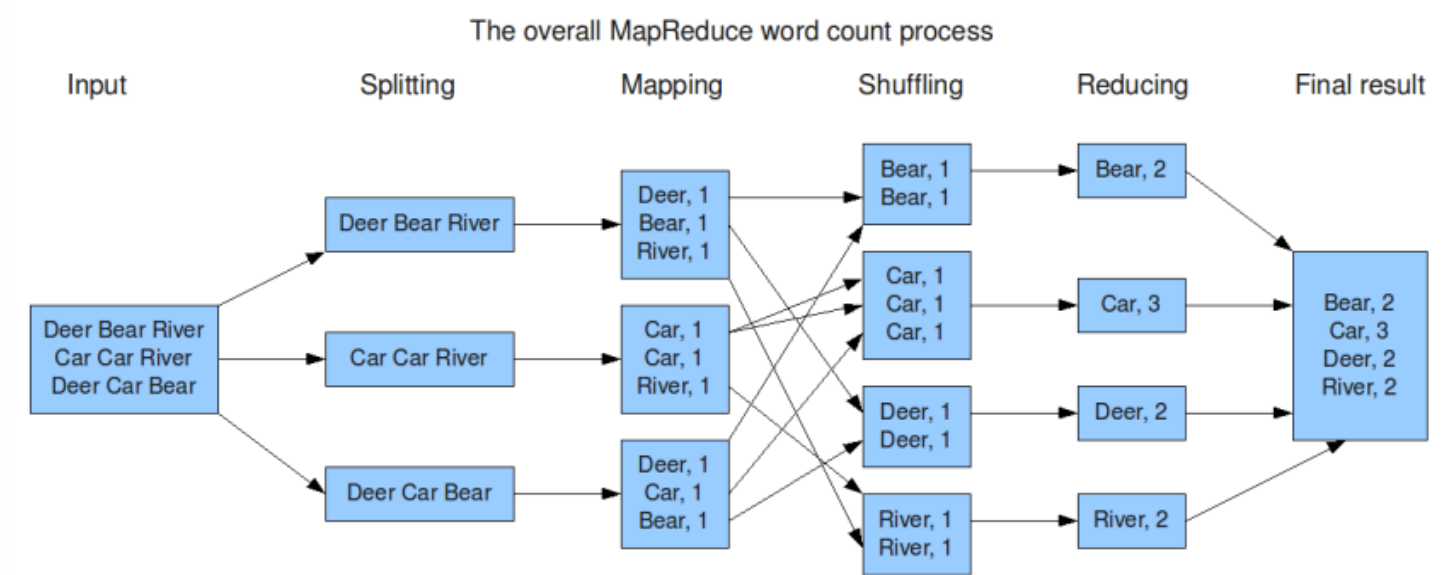 The overall MapReduce word count process
Input
Splitting
Mapping
Shuffling
Reducing
Final result
Deer Bear River
Car Car River
Deer Car Bear
Deer Bear River
Car Car River
Deer Car Bear
Deer, 1
Bear, 1
River, 1
Car, 1
Car, 1
River, 1
Deer, 1
Car, 1
Bear, 1
Bear, 1
Bear, 1
Car, 1
Car, 1
Car, 1
Deer, 1
Deer, 1
River, 1
River, 1
Bear, 2
Car, 3
Deer, 2
River, 2
Bear, 2
Car, 3
Deer, 2
River, 2